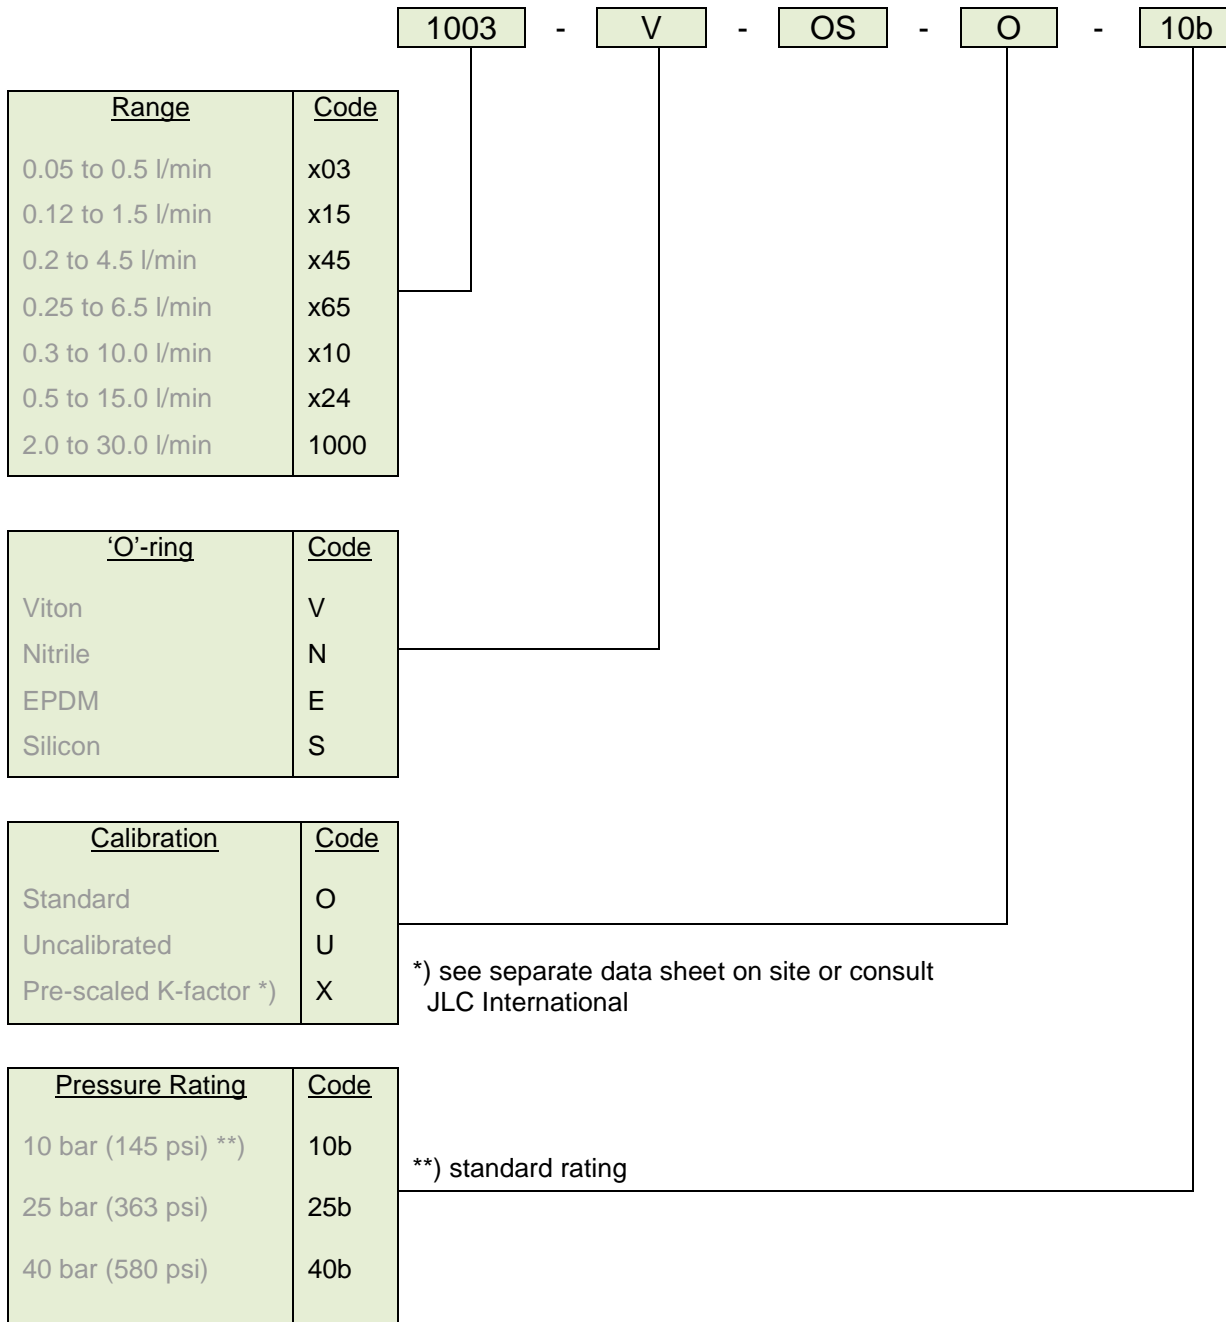 1003 - V - OS - O - 10b
Range Code
0.05 to 0.5 l/min x03
0.12 to 1.5 l/min x15
0.2 to 4.5 l/min x45
0.25 to 6.5 l/min x65
0.3 to 10.0 l/min x10
0.5 to 15.0 l/min x24
2.0 to 30.0 l/min 1000
‘O’-ring Code
Viton V
Nitrile N
EPDM E
Silicon S
Calibration Code
Standard O
Uncalibrated U
Pre-scaled K-factor *) X
*) see separate data sheet on site or consult
JLC International
Pressure Rating Code
10 bar (145 psi) **) 10b
**) standard rating
25 bar (363 psi) 25b
40 bar (580 psi) 40b